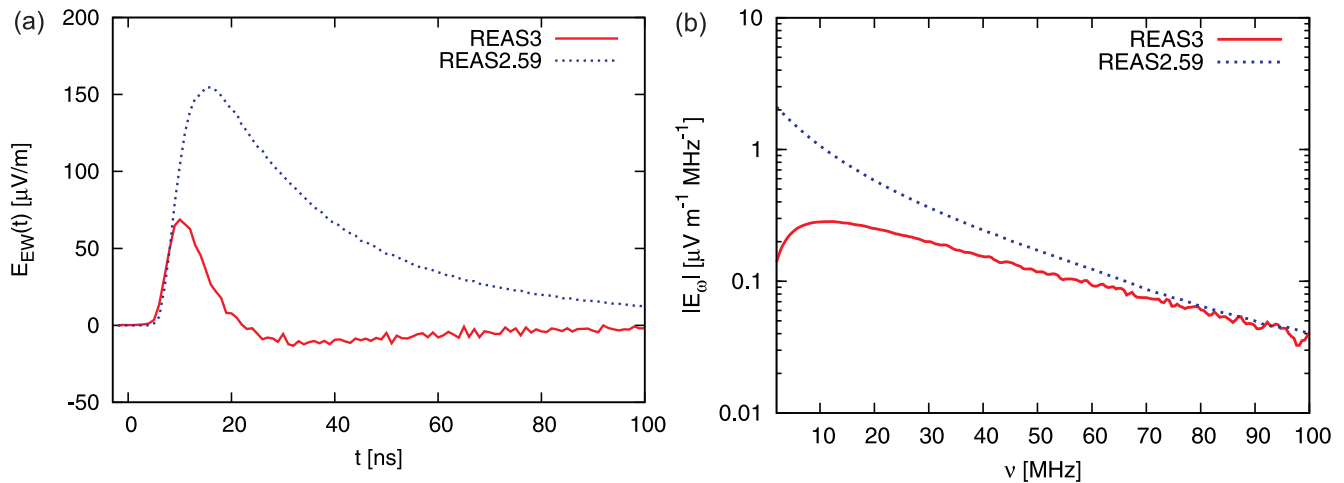 (a)
200
150
100
50
0
-50
E_EW(t) [μV/m]
REAS3
REAS2.59
0 20 40 60 80 100
t [ns]
(b)
10
1
0.1
0.01
|E_ω| [μV m⁻¹ MHz⁻¹]
REAS3
REAS2.59
10 20 30 40 50 60 70 80 90 100
ν [MHz]